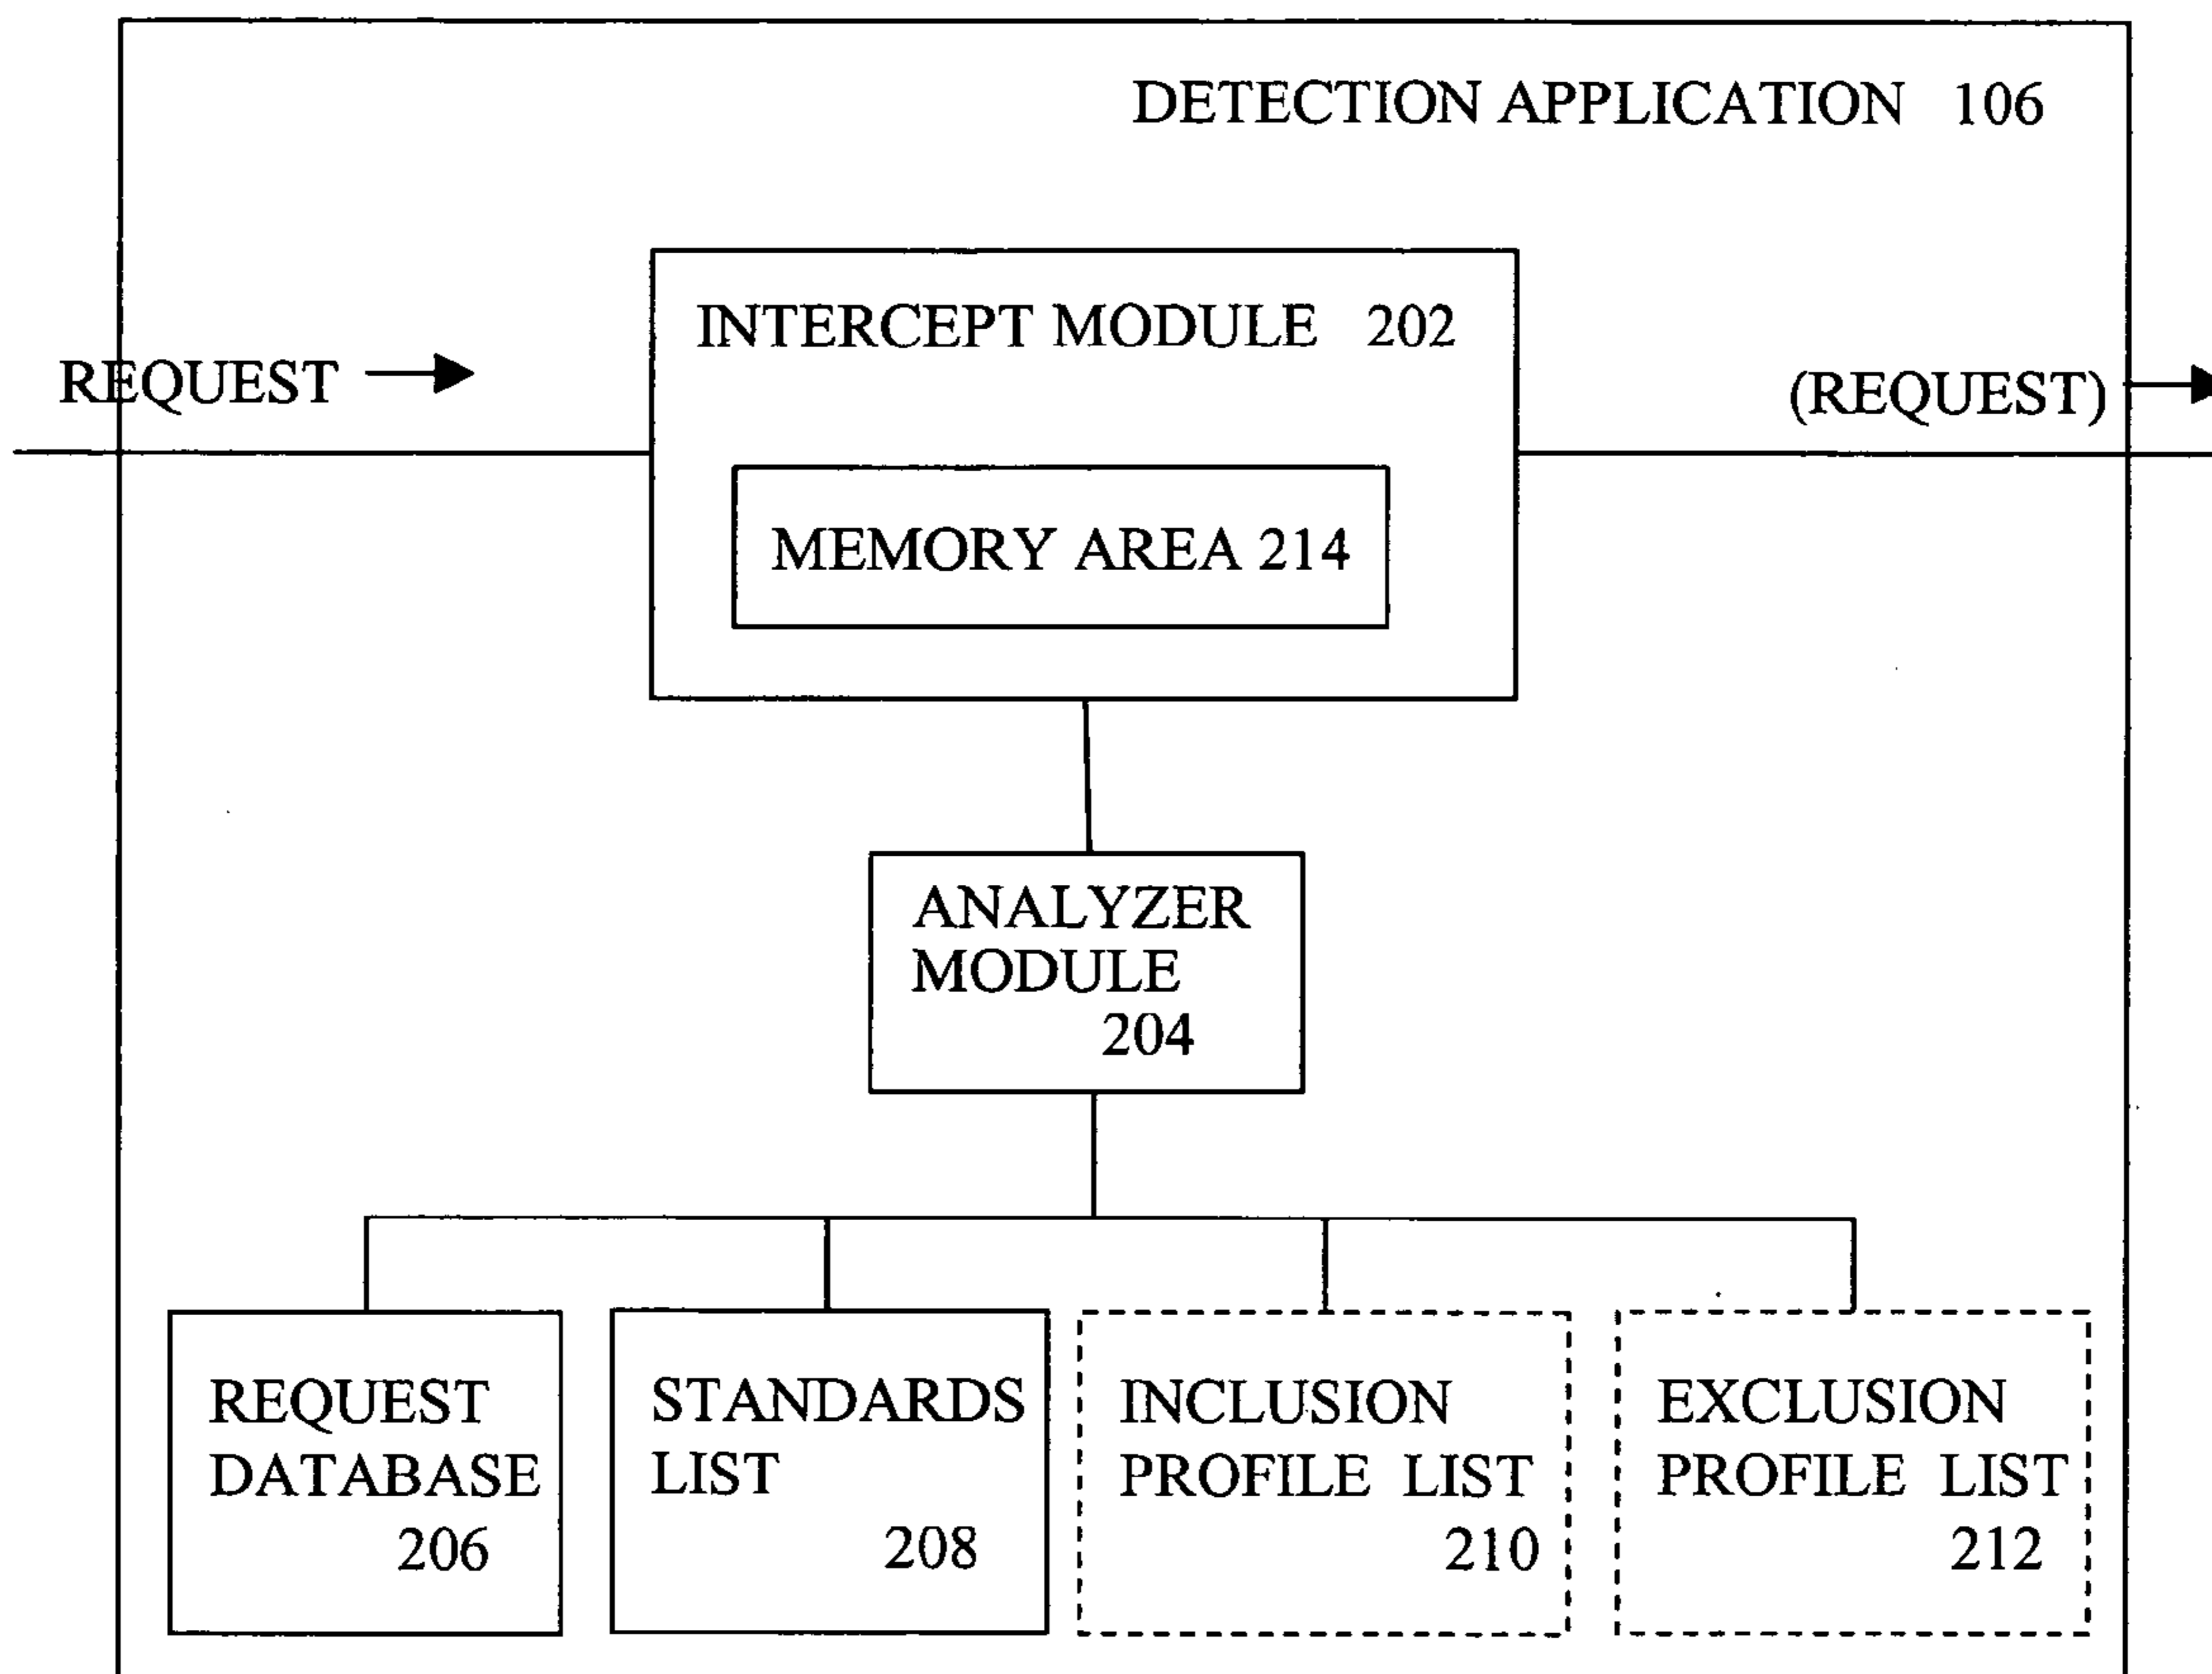 DETECTION APPLICATION 106
INTERCEPT MODULE 202
REQUEST
(REQUEST)
MEMORY AREA 214
ANALYZER
MODULE
204
REQUEST
DATABASE
206
STANDARDS
LIST
208
INCLUSION
PROFILE LIST
210
EXCLUSION
PROFILE LIST
212